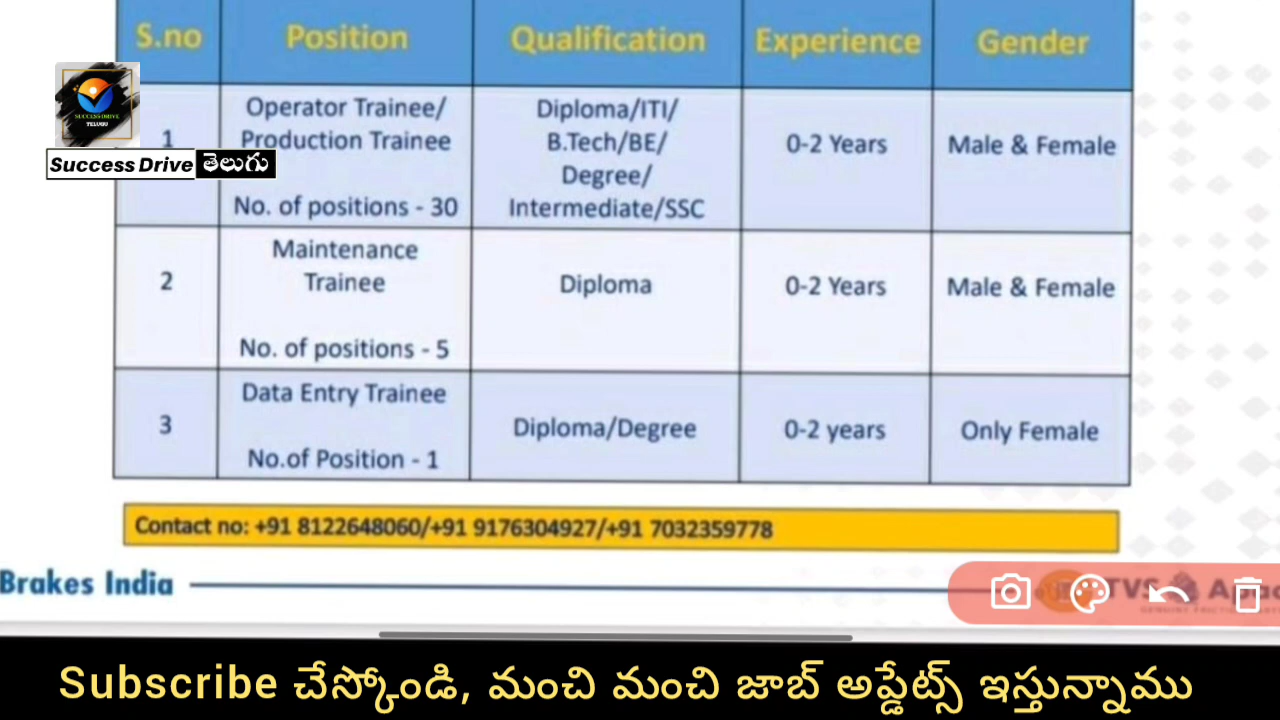 S.no Position Qualification Experience Gender
SUCCESS DRIVE
TELUGU
Success Drive తెలుగు
1
Operator Trainee/
Production Trainee
No. of positions - 30
Diploma/ITI/
B.Tech/BE/
Degree/
Intermediate/SSC
0-2 Years
Male & Female
2
Maintenance
Trainee
No. of positions - 5
Diploma
0-2 Years
Male & Female
3
Data Entry Trainee
No.of Position - 1
Diploma/Degree
0-2 years
Only Female
Contact no: +91 8122648060/+91 9176304927/+91 7032359778
Brakes India
TVS
Subscribe చేస్కోండి, మంచి మంచి జాబ్ అప్డేట్స్ ఇస్తున్నాము